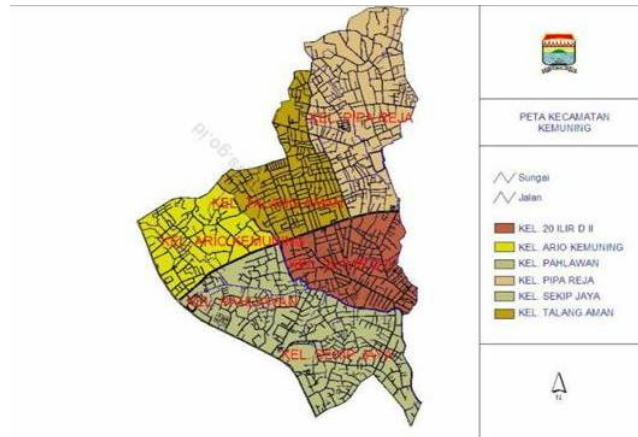 KEL. PIPA REJA
KEL. TALANG AMAN
KEL. ARIO KEMUNING
KEL. PAHLAWAN
KEL. SEKIP JAYA
PETA KECAMATAN
KEMUNING
Sungai
Jalan
KEL. 20 ILIR D II
KEL. ARIO KEMUNING
KEL. PAHLAWAN
KEL. PIPA REJA
KEL. SEKIP JAYA
KEL. TALANG AMAN
N